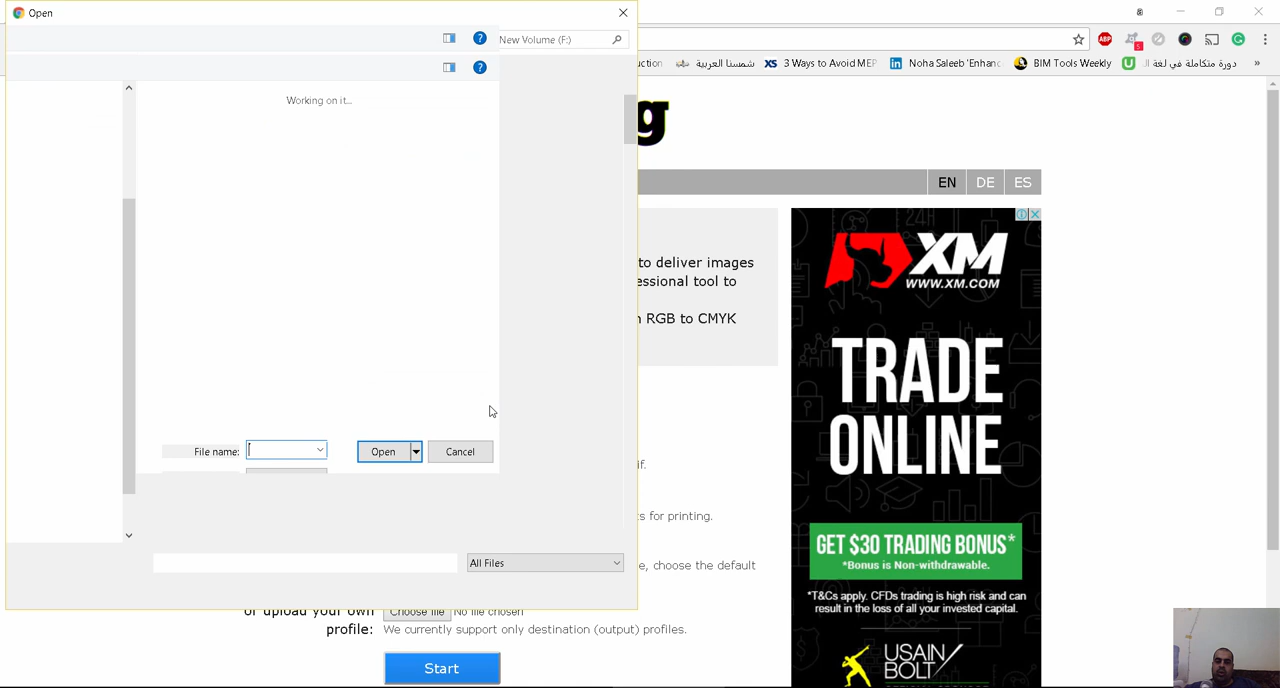 Open
New Volume (F:)
Working on it...
File name:
Open
Cancel
All Files
ABP
5
شمسنا العربية
3 Ways to Avoid MEP
Noha Saleeb 'Enhanc
BIM Tools Weekly
دورة متكاملة في لغة ال
»
g
EN
DE
ES
to deliver images
essional tool to
RGB to CMYK
if.
s for printing.
e, choose the default
or upload your own
profile:
Choose file
No file chosen
We currently support only destination (output) profiles.
Start
XM
WWW.XM.COM
TRADE
ONLINE
GET $30 TRADING BONUS*
*Bonus is Non-withdrawable.
*T&Cs apply. CFDs trading is high risk and can
result in the loss of all your invested capital.
USAIN
BOLT